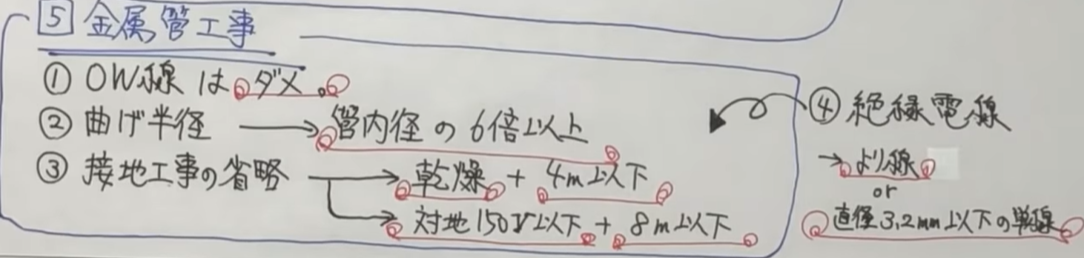 5 金属管工事
① OW線はダメ。
② 曲げ半径 → 管内径の6倍以上
③ 接地工事の省略 → 乾燥 + 4m以下
→ 対地150V以下 + 8m以下
④ 絶縁電線
→ より線
or
直径3.2mm以下の単線